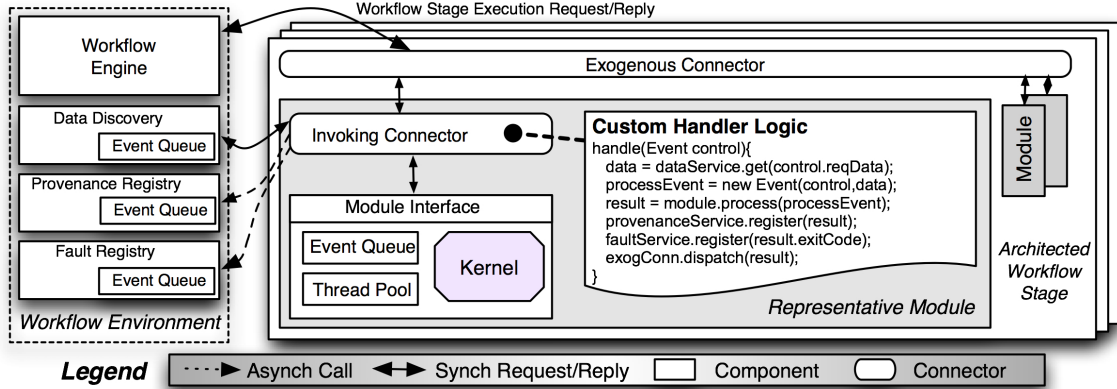 Workflow Stage Execution Request/Reply
Workflow
Engine
Data Discovery
Event Queue
Provenance Registry
Event Queue
Fault Registry
Event Queue
Workflow Environment
Exogenous Connector
Invoking Connector
Module Interface
Event Queue
Thread Pool
Kernel
Custom Handler Logic
handle(Event control){
data = dataService.get(control.reqData);
processEvent = new Event(control,data);
result = module.process(processEvent);
provenanceService.register(result);
faultService.register(result.exitCode);
exogConn.dispatch(result);
}
Representative Module
Module
Architected
Workflow
Stage
Legend
Asynch Call
Synch Request/Reply
Component
Connector